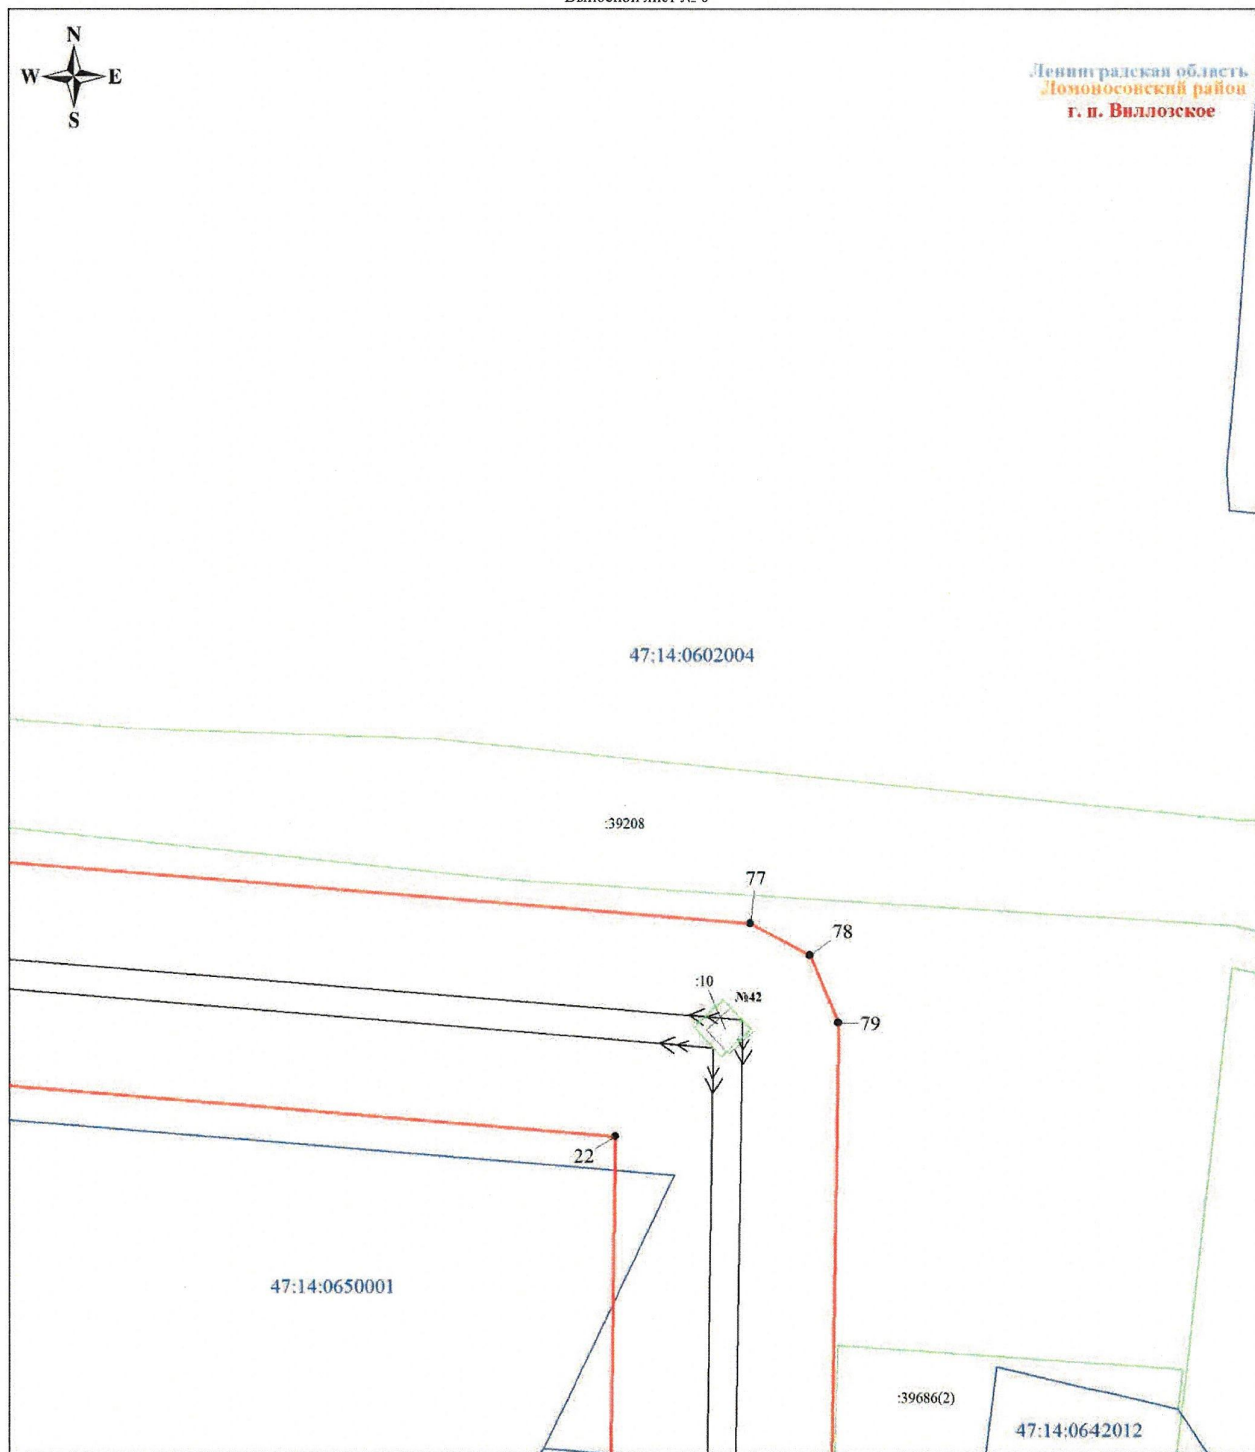 N
W E
S
Ленинградская область
Ломоносовский район
г. п. Виллозское
47:14:0602004
:39208
77
78
:10
№42
79
22
47:14:0650001
:39686(2)
47:14:0642012